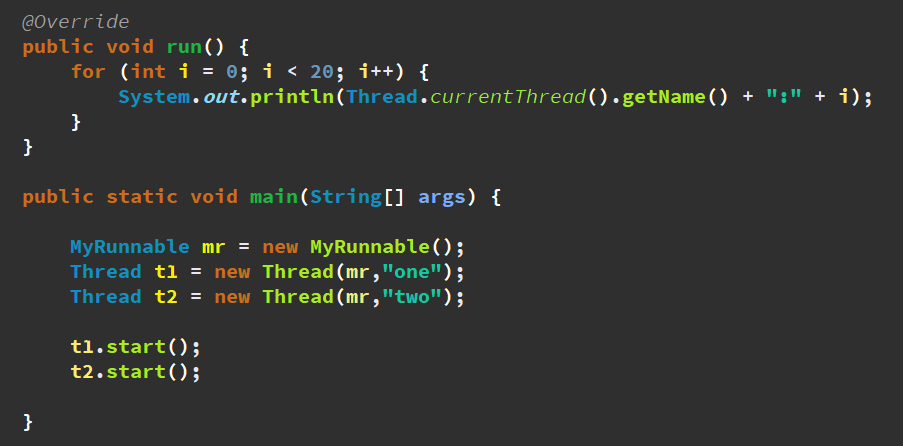 @Override
public void run() {
    for (int i = 0; i < 20; i++) {
        System.out.println(Thread.currentThread().getName() + ":" + i);
    }
}

public static void main(String[] args) {

    MyRunnable mr = new MyRunnable();
    Thread t1 = new Thread(mr,"one");
    Thread t2 = new Thread(mr,"two");

    t1.start();
    t2.start();

}